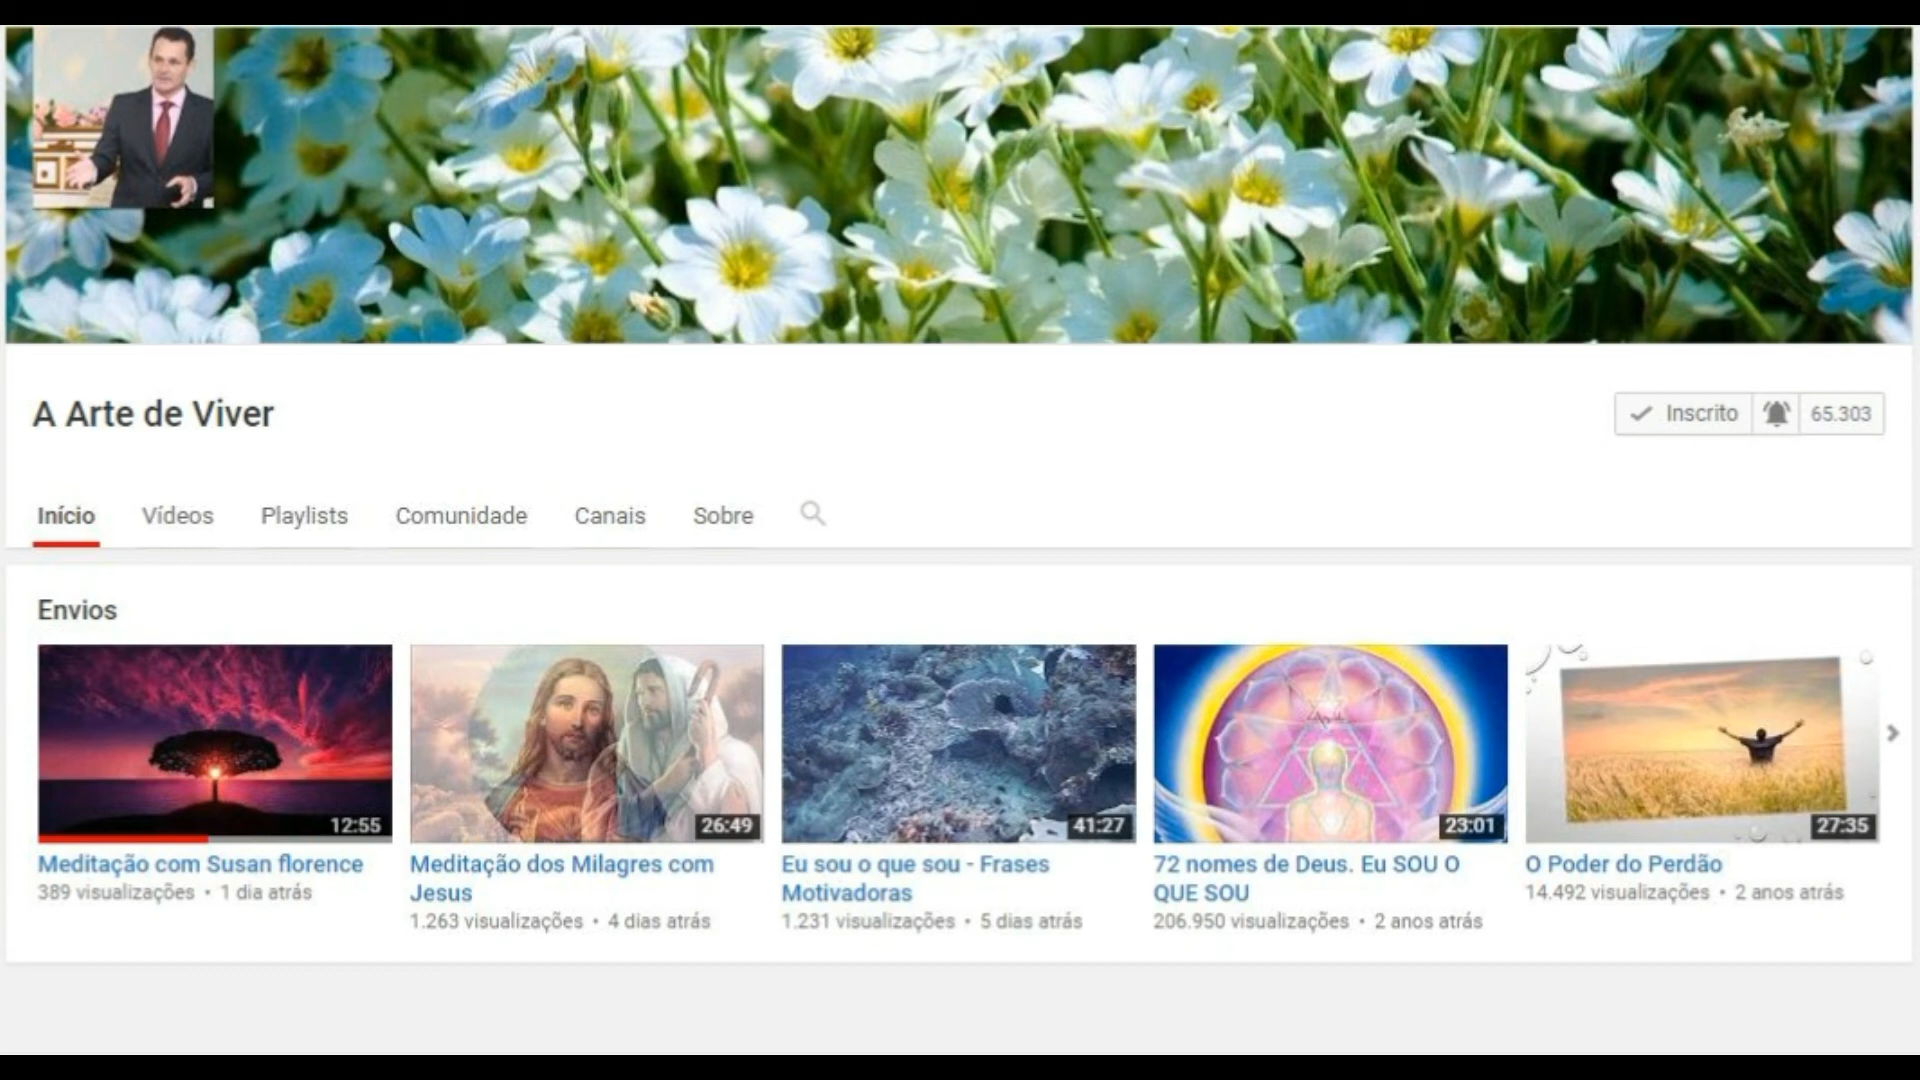 A Arte de Viver
Inscrito
65.303
Início
Vídeos
Playlists
Comunidade
Canais
Sobre
Envios
12:55
Meditação com Susan florence
389 visualizações • 1 dia atrás
26:49
Meditação dos Milagres com
Jesus
1.263 visualizações • 4 dias atrás
41:27
Eu sou o que sou - Frases
Motivadoras
1.231 visualizações • 5 dias atrás
23:01
72 nomes de Deus. Eu SOU O
QUE SOU
206.950 visualizações • 2 anos atrás
27:35
O Poder do Perdão
14.492 visualizações • 2 anos atrás